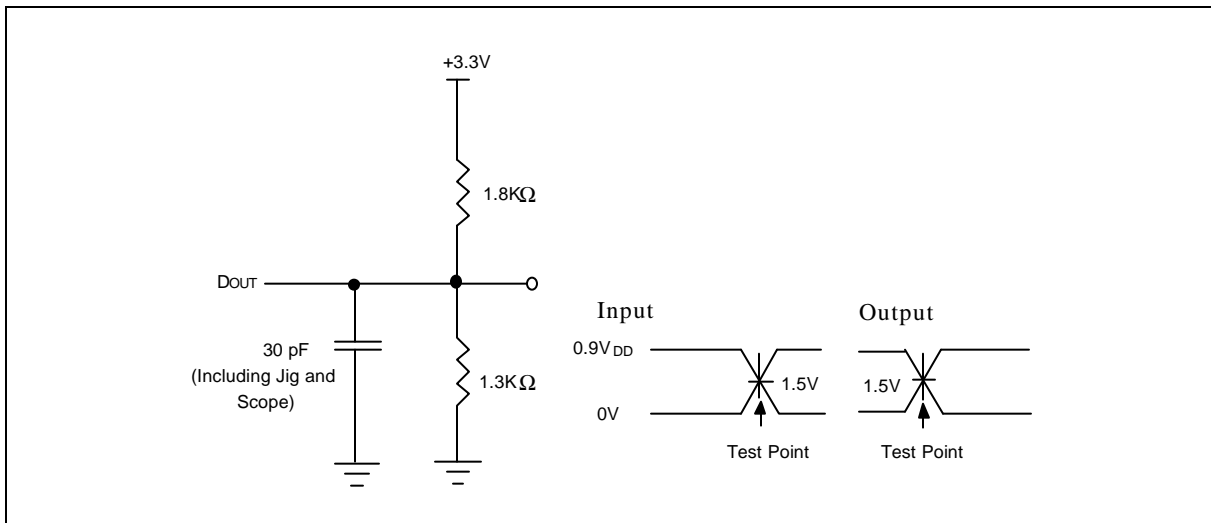 +3.3V
1.8KΩ
DOUT
30 pF
(Including Jig and
Scope)
1.3KΩ
Input
Output
0.9VDD
1.5V
1.5V
0V
Test Point
Test Point